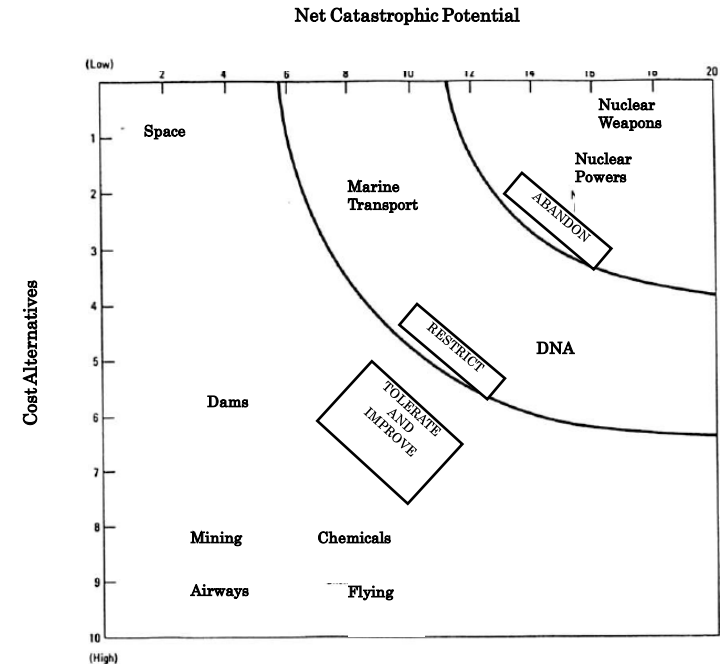 Net Catastrophic Potential
(Low)
2 4 6 8 10 12 14 16 18 20
Nuclear
Weapons
1
Space
Nuclear
Powers
Marine
Transport
2
ABANDON
3
4
Cost Alternatives
RESTRICT
DNA
5
TOLERATE
AND
IMPROVE
Dams
6
7
8
Mining Chemicals
9
Airways Flying
10
(High)